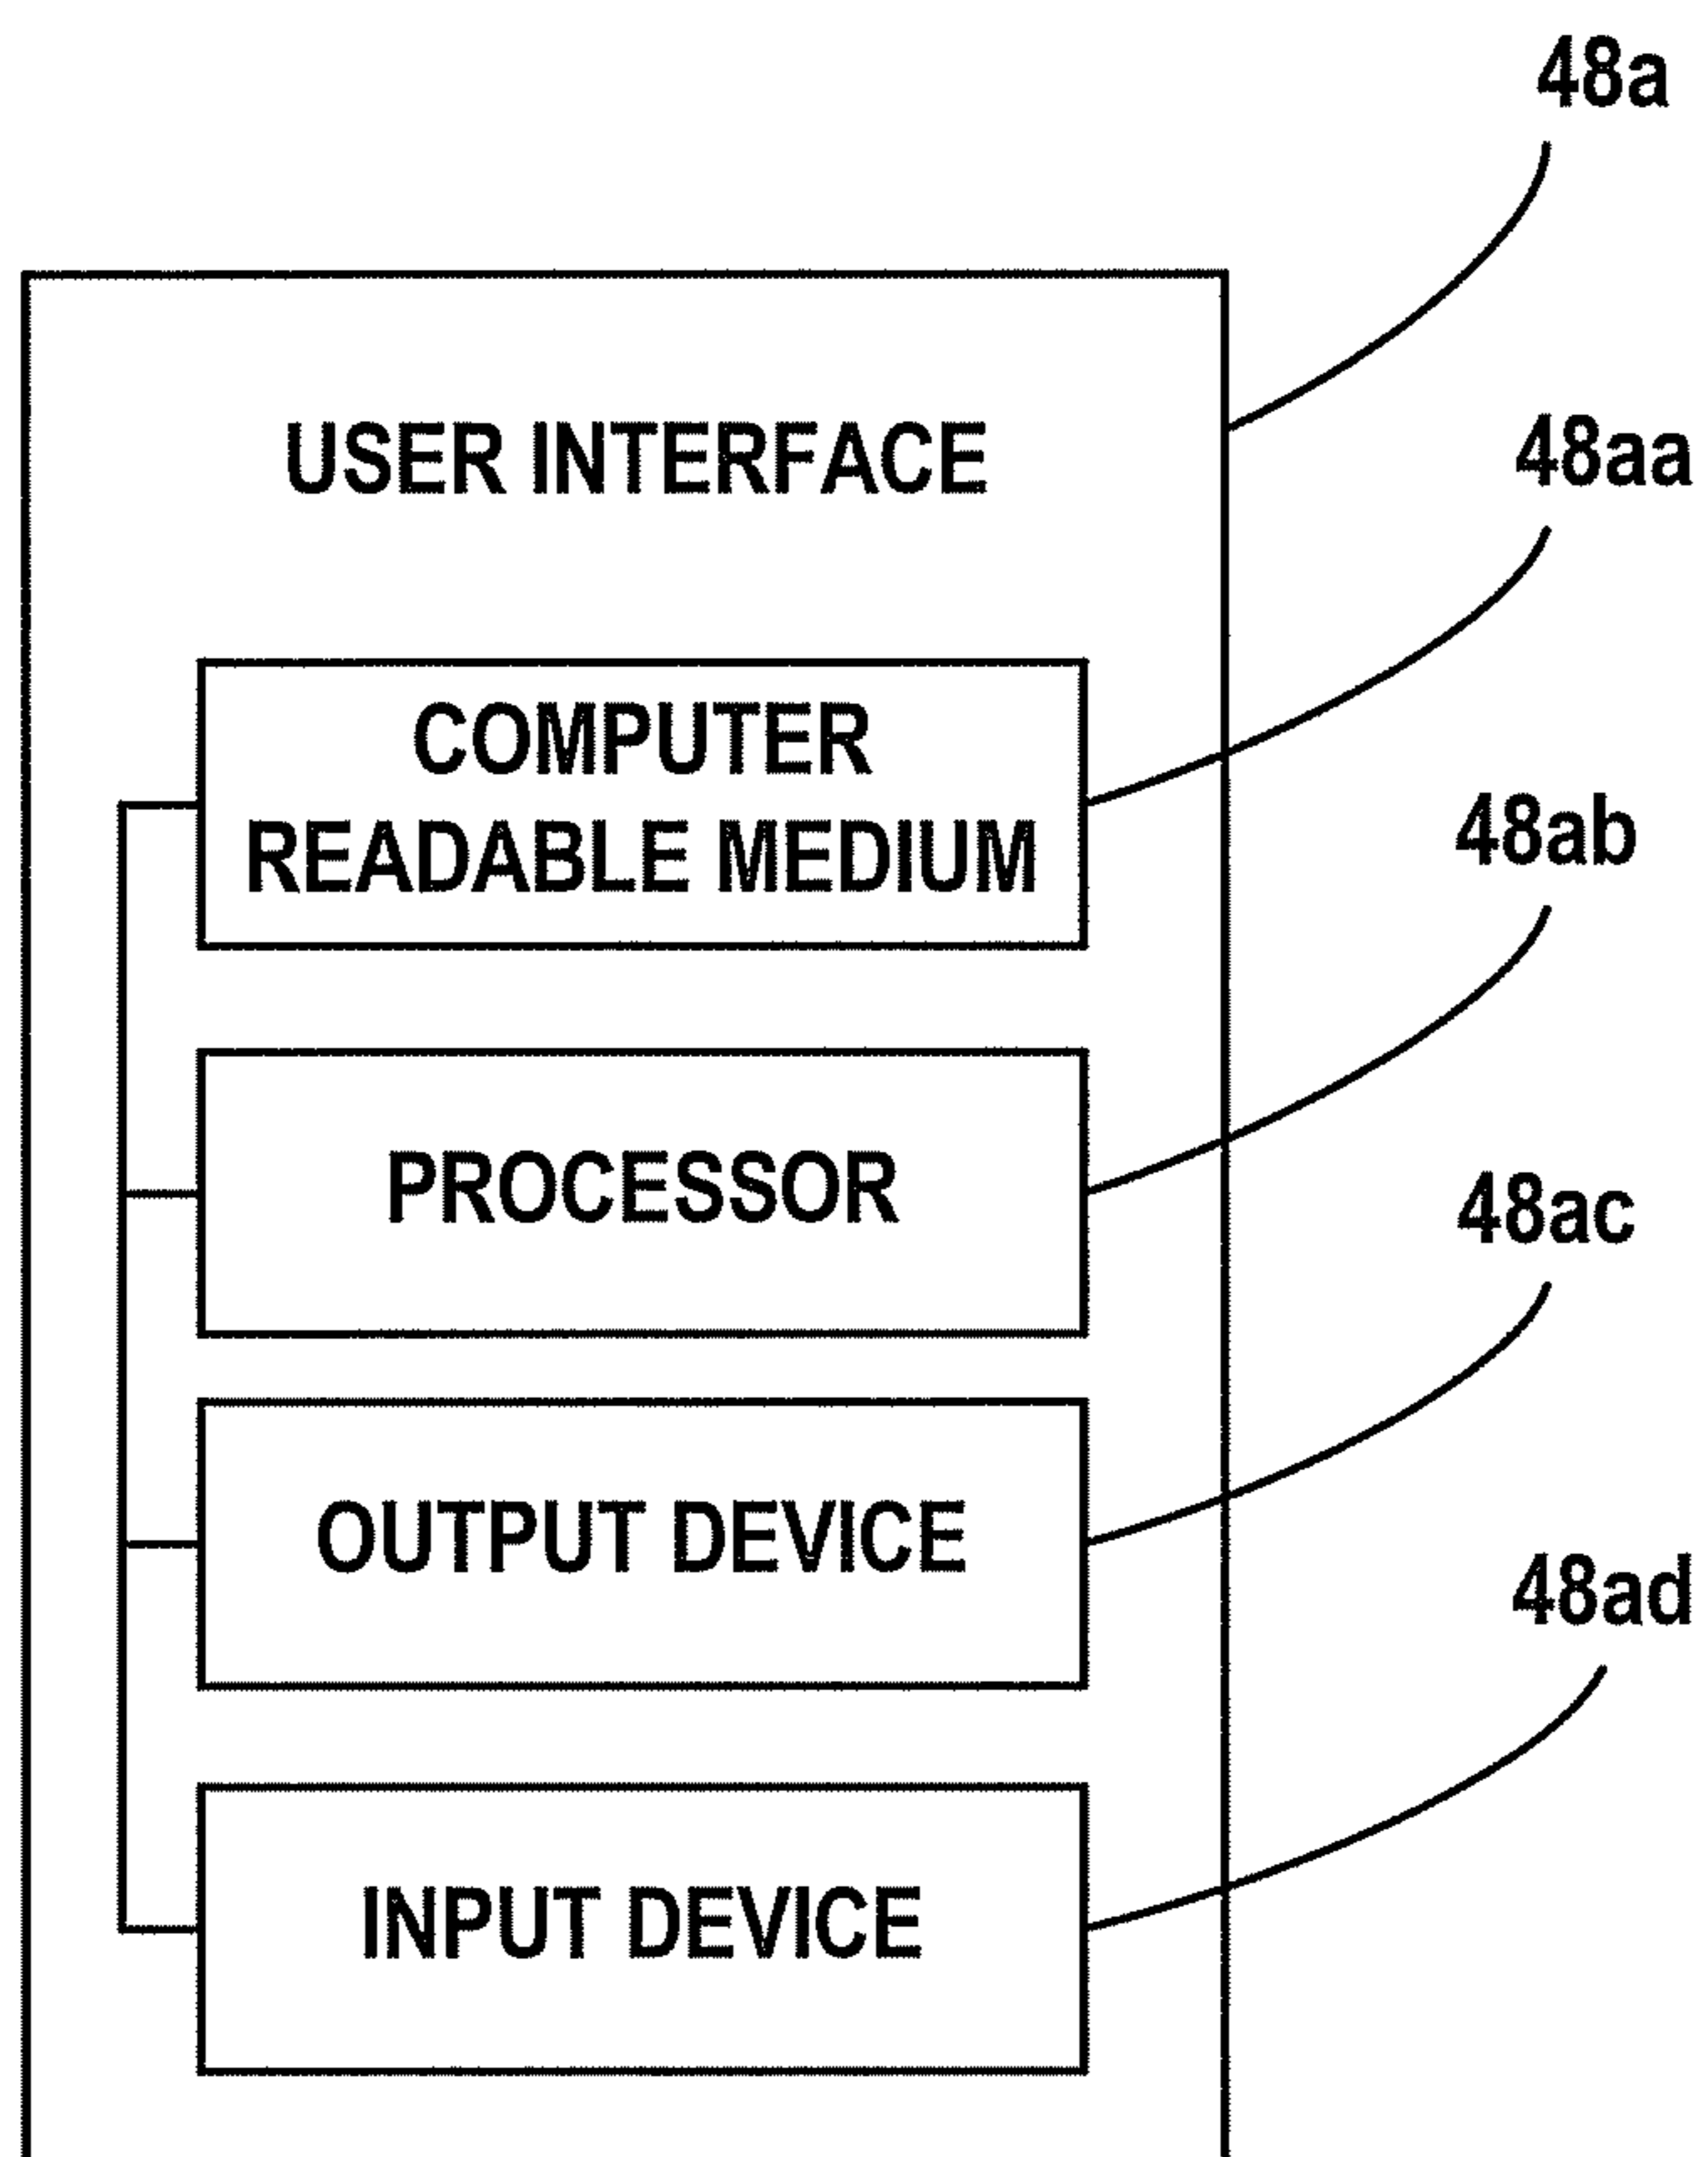 48a
USER INTERFACE
48aa
COMPUTER
READABLE MEDIUM
48ab
PROCESSOR
48ac
OUTPUT DEVICE
48ad
INPUT DEVICE